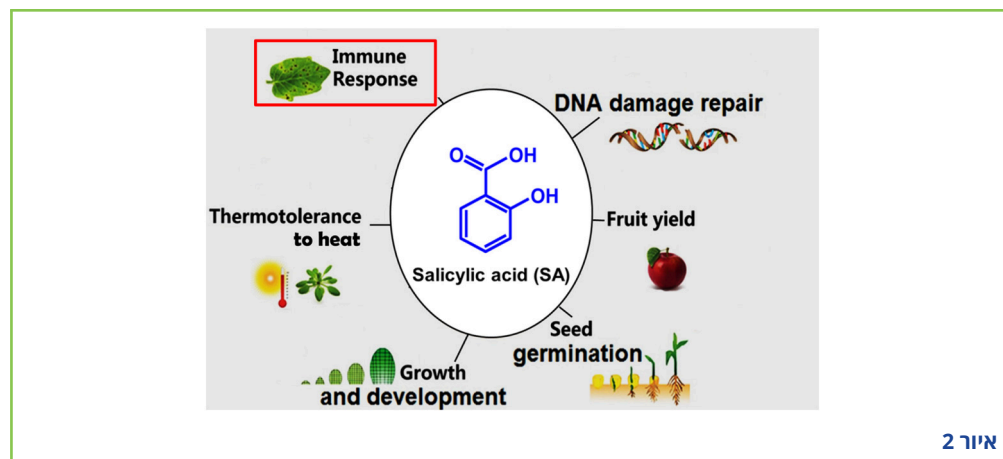 Immune
Response
DNA damage repair
O
OH
OH
Thermotolerance
to heat
Fruit yield
Salicylic acid (SA)
Seed
germination
Growth
and development
איור 2